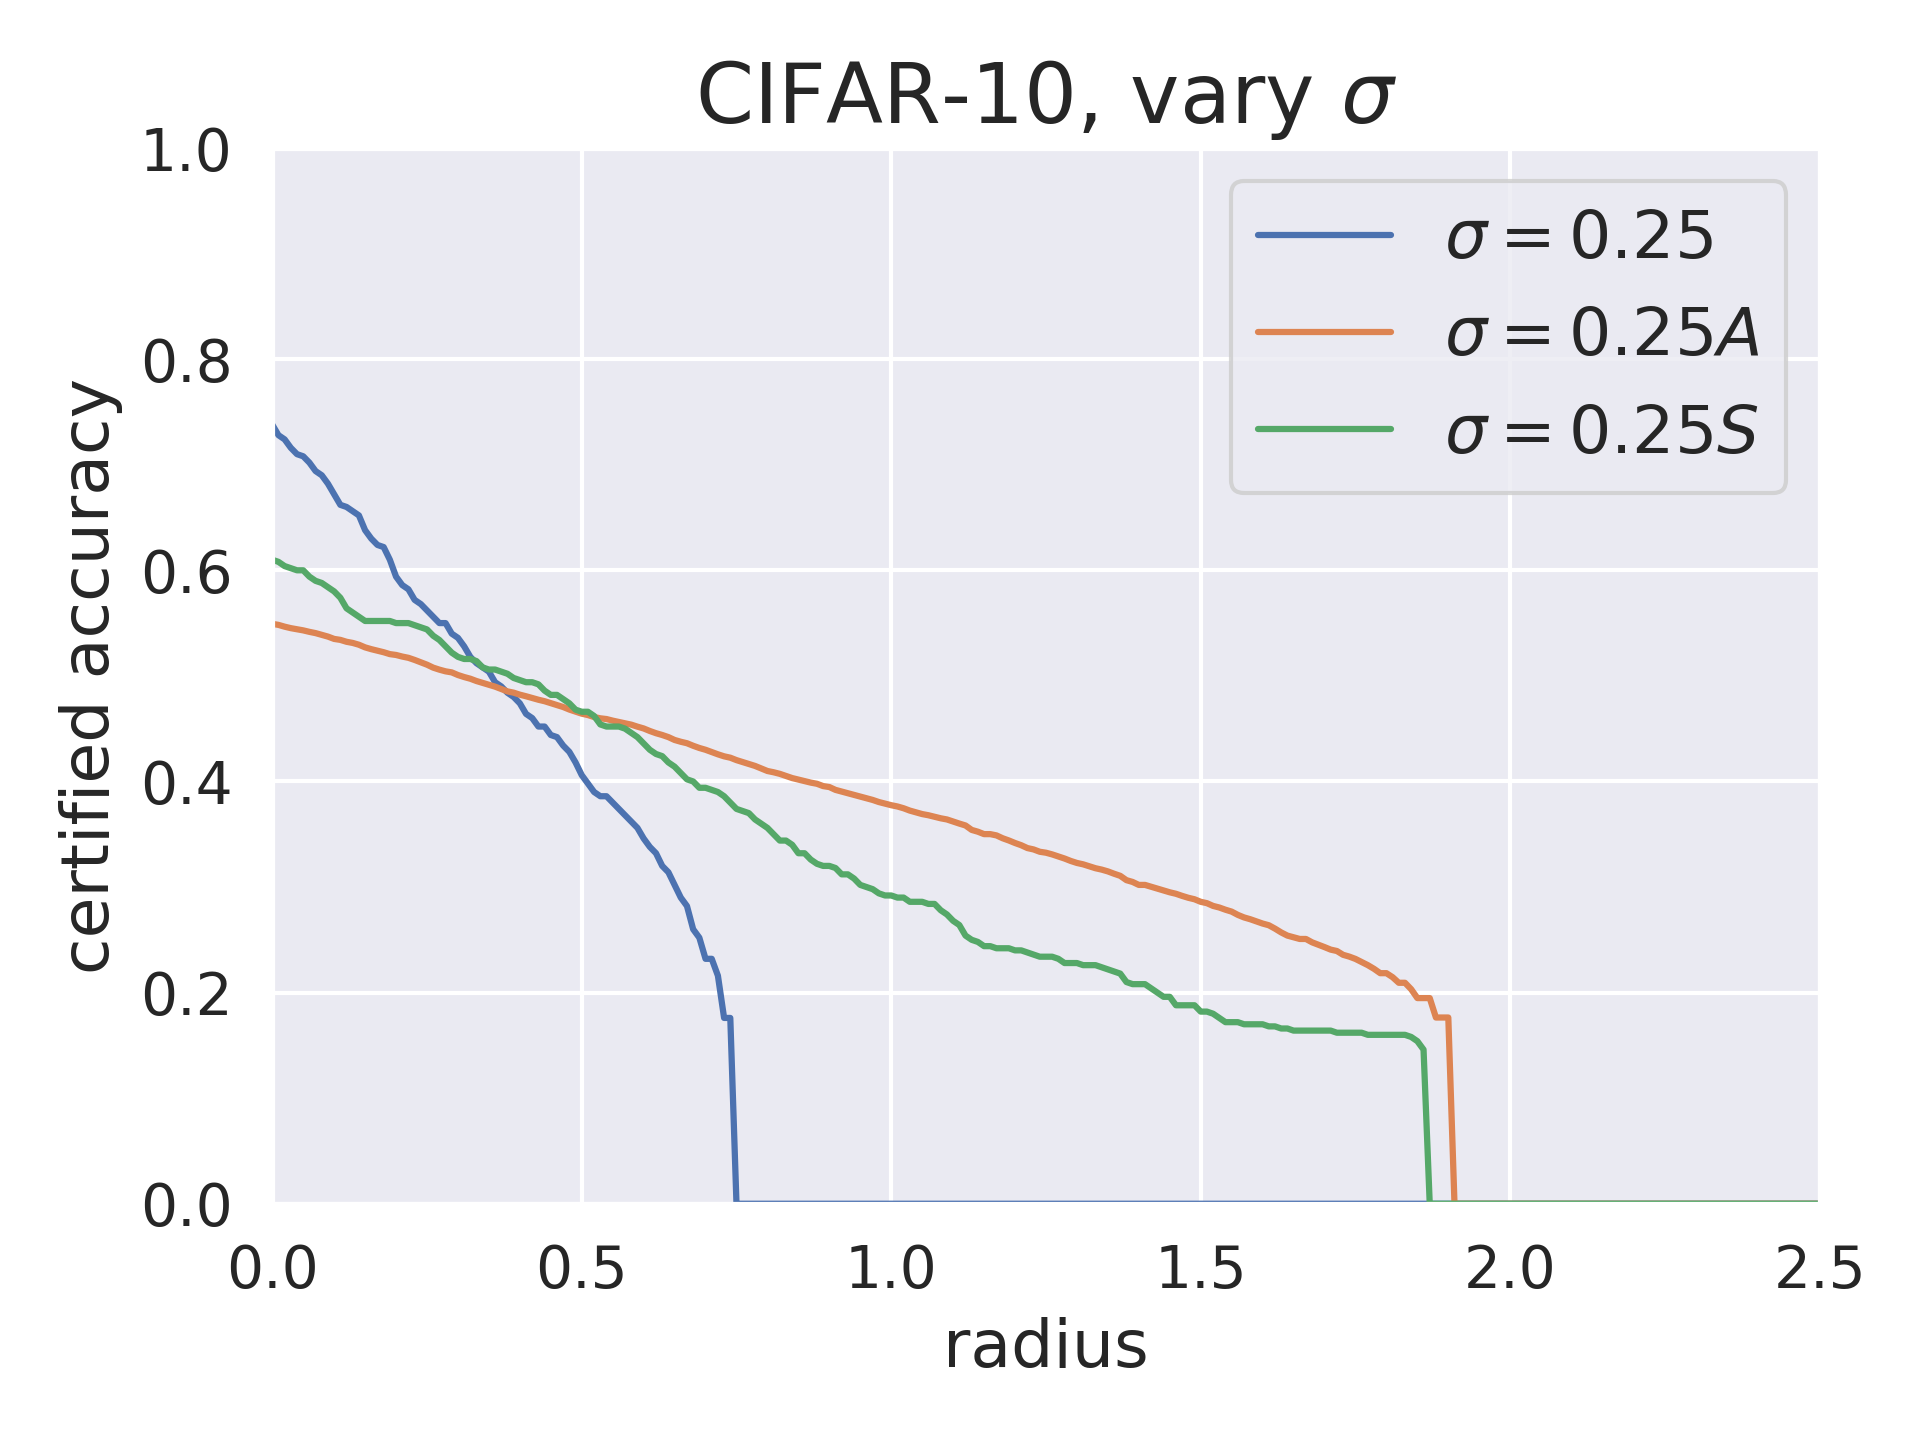 CIFAR-10, vary σ
1.0
0.8
0.6
0.4
0.2
0.0
certified accuracy
σ = 0.25
σ = 0.25A
σ = 0.25S
0.0 0.5 1.0 1.5 2.0 2.5
radius